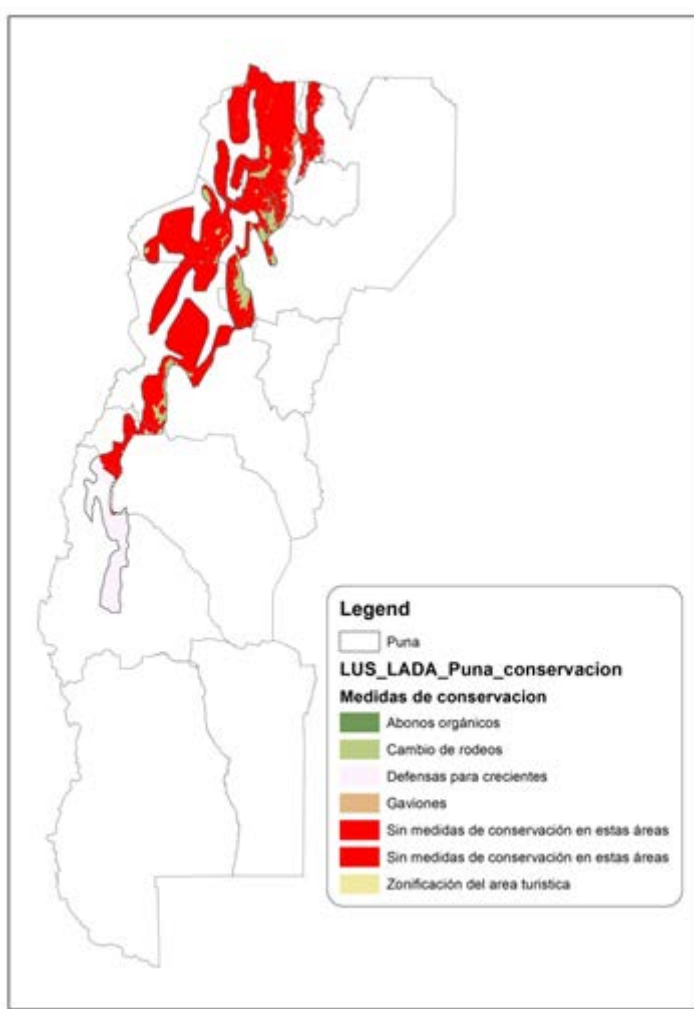 Legend
Puna
LUS_LADA_Puna_conservacion
Medidas de conservacion
Abonos orgánicos
Cambio de rodeos
Defensas para crecientes
Gaviones
Sin medidas de conservación en estas áreas
Sin medidas de conservación en estas áreas
Zonificación del area turistica